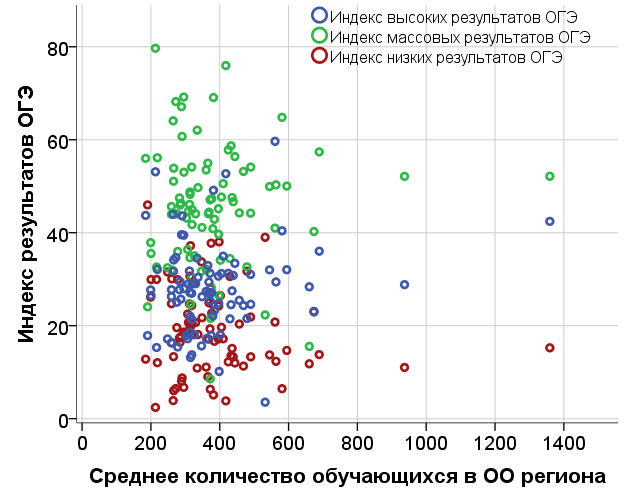 Индекс высоких результатов ОГЭ
Индекс массовых результатов ОГЭ
Индекс низких результатов ОГЭ
Индекс результатов ОГЭ
80
60
40
20
0
0 200 400 600 800 1000 1200 1400
Среднее количество обучающихся в ОО региона